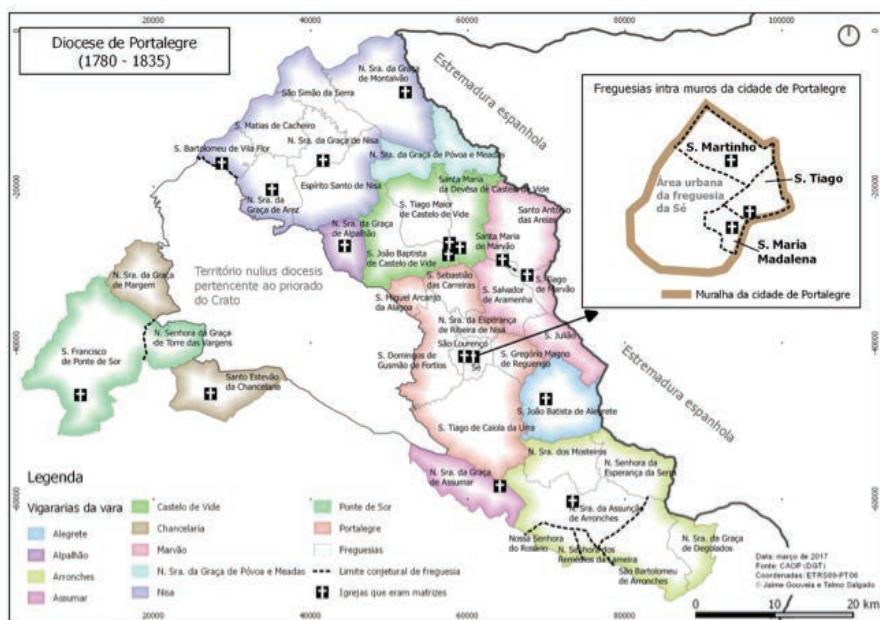 20000
40000
60000
80000
100000
0
-20000
-40000
-60000
Diocese de Portalegre
(1780 - 1835)
N. Sra. da Graça
de Montalvão
São Simão da Serra
S. Matias de Cacheiro
N. Sra. da Graça de Nisa
S. Bartolomeu de Vila Flor
N. Sra. da Graça de Póvoa e Meadas
Espírito Santo de Nisa
N. Sra. da
Graça de Arez
Santa Maria
da Devêsa de Castelo de Vide
S. Tiago Maior
de Castelo de Vide
Santo António
das Areias
N. Sra. da Graça
de Alpalhão
S. João Baptista
de Castelo de Vide
Santa Maria
de Marvão
Território nulius diocesis
pertencente ao priorado
do Crato
N. Sra. da Graça
de Margem
S. Sebastião
das Carreiras
S. Tiago
de Marvão
S. Salvador
de Aramenha
S. Miguel Arcanjo
da Alagoa
N. Sra. da Esperança
de Ribeira de Nisa
N. Senhora da Graça
de Torre das Vargens
S. Francisco
de Ponte de Sor
São Lourenço
Sé
S. Julião
S. Domingos de
Gusmão de Fortios
S. Gregório Magno
de Reguengo
Santo Estevão
da Chancelaria
S. João Batista de Alegrete
S. Tiago de Caiola da Urra
N. Sra. dos Mosteiros
N. Sra. da Graça
de Assumar
N. Senhora da
Esperança da Serra
N. Sra. da Assunção
de Arronches
Nossa Senhora
do Rosário
N. Senhora dos
Remédios da Lameira
N. Sra. da Graça
de Degolados
São Bartolomeu
de Arronches
Estremadura espanhola
Estremadura espanhola
Freguesias intra muros da cidade de Portalegre
S. Martinho
S. Tiago
Área urbana
da freguesia
da Sé
S. Maria
Madalena
Muralha da cidade de Portalegre
Legenda
Vigararias da vara
Alegrete
Alpalhão
Arronches
Assumar
Castelo de Vide
Chancelaria
Marvão
N. Sra. da Graça de Póvoa e Meadas
Nisa
Ponte de Sor
Portalegre
Freguesias
Limite conjetural de freguesia
Igrejas que eram matrizes
Data: março de 2017
Fonte: CAOP (DGT)
Coordenadas: ETRS89-PT06
© Jaime Gouveia e Telmo Salgado
0 10 20 km
20000
40000
60000
80000